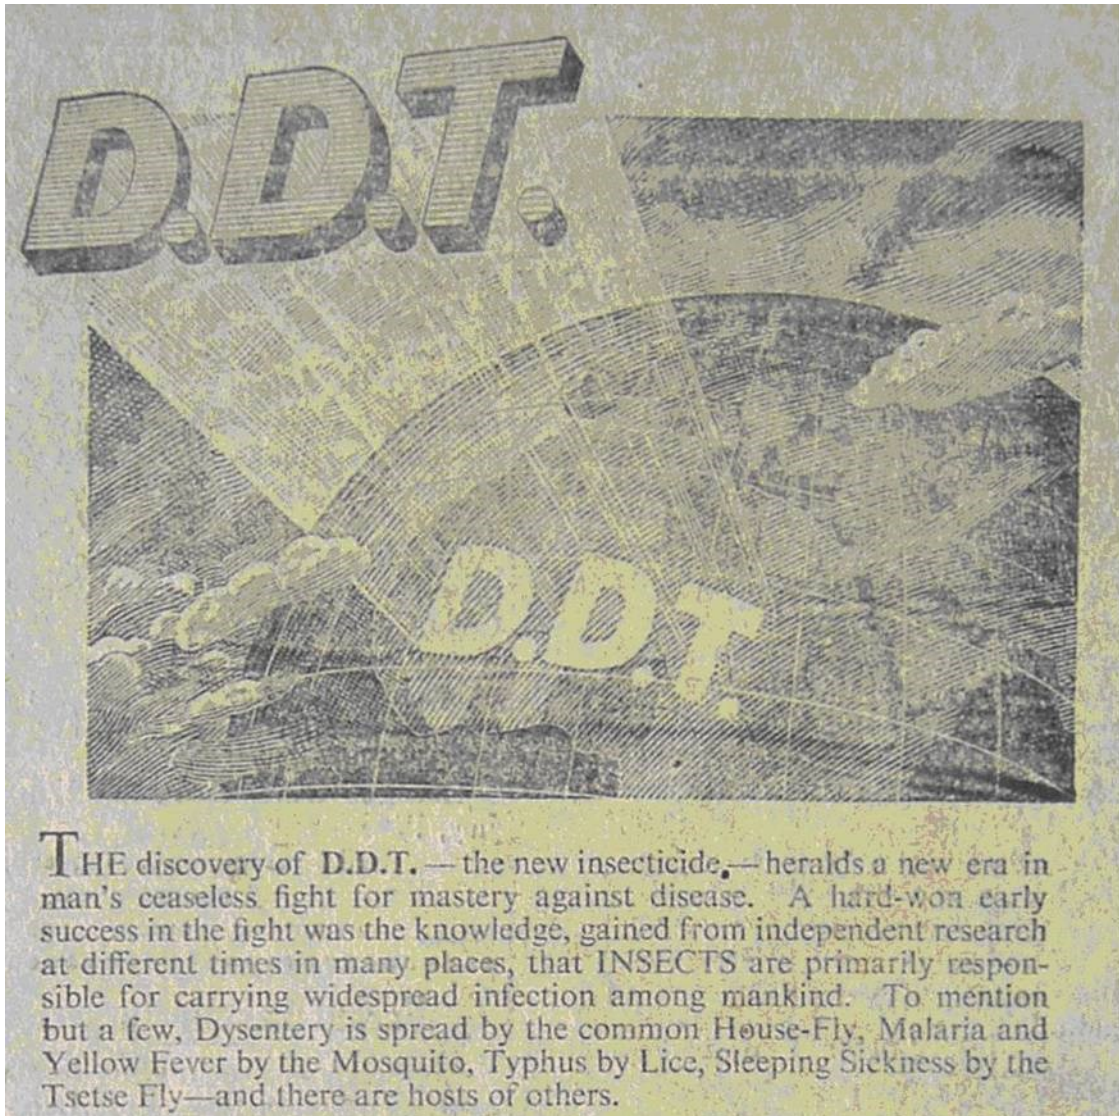 D.D.T.
D.D.T.
THE discovery of D.D.T. — the new insecticide,—heralds a new era in
man's ceaseless fight for mastery against disease. A hard-won early
success in the fight was the knowledge, gained from independent research
at different times in many places, that INSECTS are primarily respon-
sible for carrying widespread infection among mankind. To mention
but a few, Dysentery is spread by the common House-Fly, Malaria and
Yellow Fever by the Mosquito, Typhus by Lice, Sleeping Sickness by the
Tsetse Fly—and there are hosts of others.